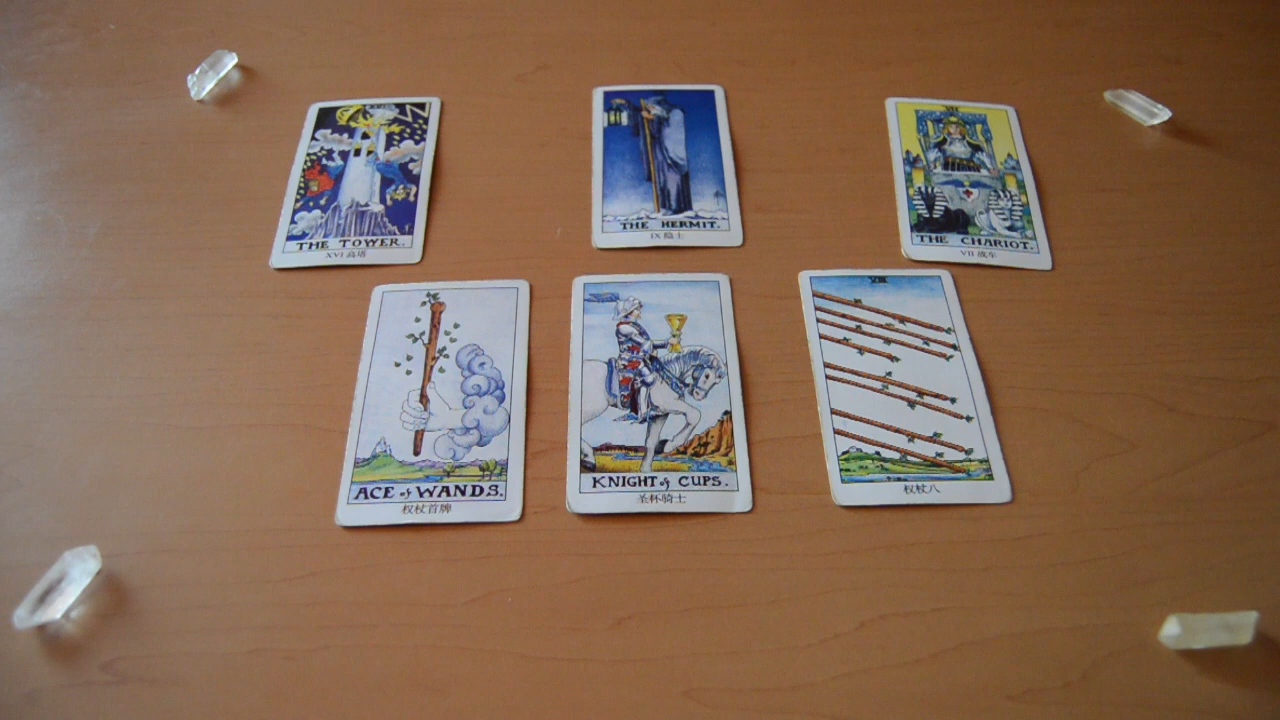 THE TOWER.
XVI 高塔
THE HERMIT.
IX 隐士
VII
THE CHARIOT.
VII 战车
ACE of WANDS.
权杖首牌
KNIGHT of CUPS.
圣杯骑士
VIII
权杖八